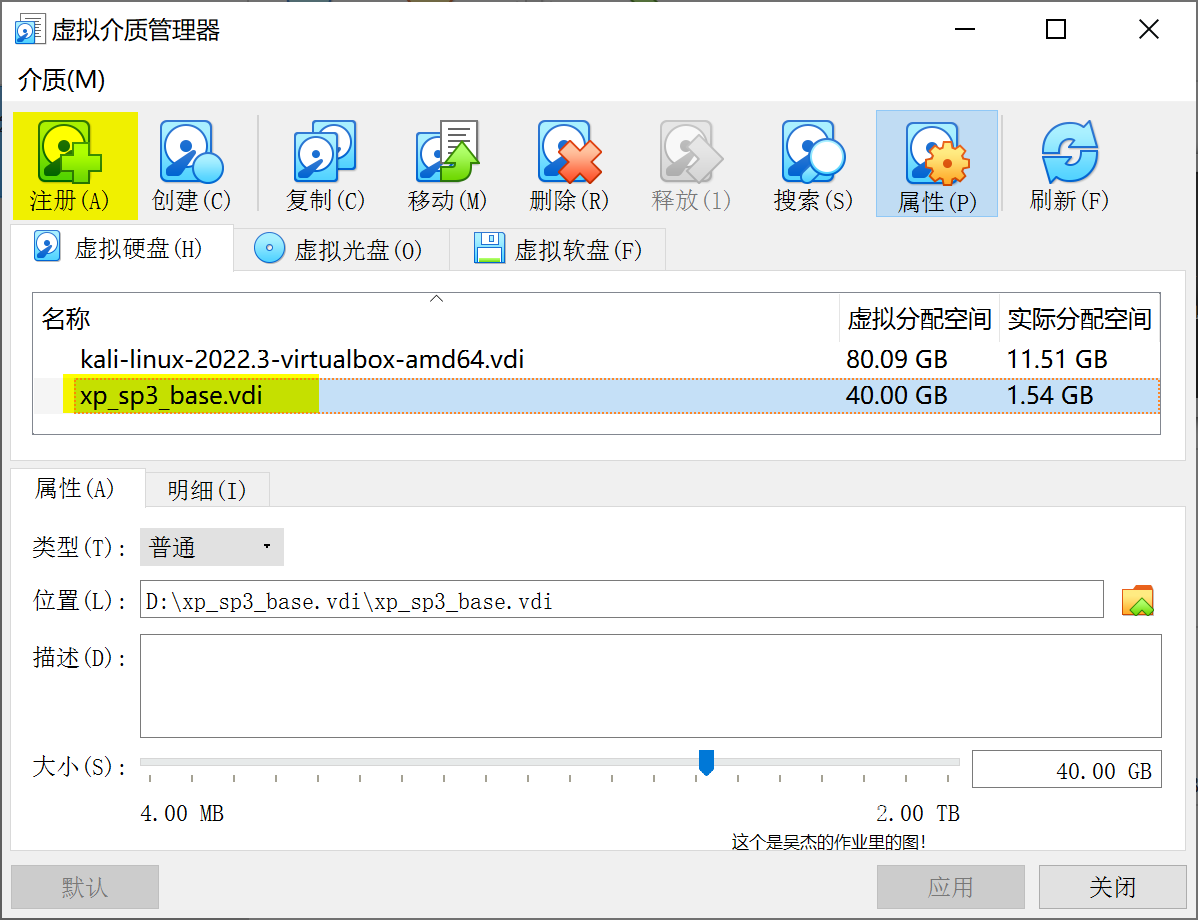 虚拟介质管理器
介质(M)
注册(A) 创建(C) 复制(C) 移动(M) 删除(R) 释放(l) 搜索(S) 属性(P) 刷新(F)
虚拟硬盘(H) 虚拟光盘(O) 虚拟软盘(F)
名称 虚拟分配空间 实际分配空间
kali-linux-2022.3-virtualbox-amd64.vdi 80.09 GB 11.51 GB
xp_sp3_base.vdi 40.00 GB 1.54 GB
属性(A) 明细(I)
类型(T): 普通
位置(L): D:\xp_sp3_base.vdi\xp_sp3_base.vdi
描述(D):
大小(S): 40.00 GB
4.00 MB 2.00 TB
这个是吴杰的作业里的图！
默认 应用 关闭